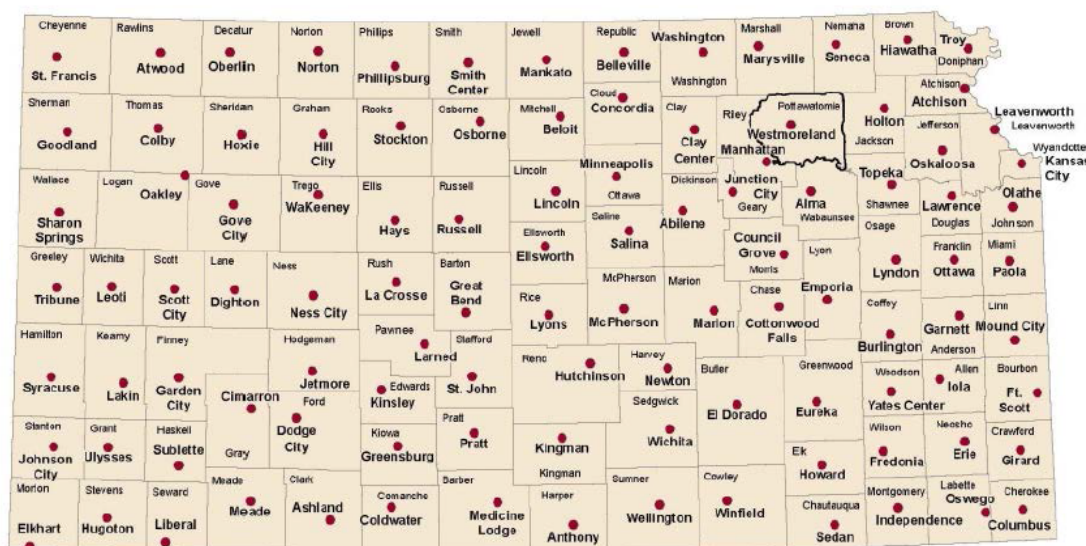 Cheyenne
St. Francis
Rawlins
Atwood
Decatur
Oberlin
Norton
Norton
Phillips
Phillipsburg
Smith
Smith
Center
Jewell
Mankato
Republic
Belleville
Washington
Washington
Marshall
Marysville
Nemaha
Seneca
Brown
Hiawatha
Troy
Doniphan
Sherman
Goodland
Thomas
Colby
Sheridan
Hoxie
Graham
Hill
City
Rooks
Stockton
Osborne
Osborne
Mitchell
Beloit
Cloud
Concordia
Clay
Clay
Center
Riley
Manhattan
Pottawatomie
Westmoreland
Holton
Jackson
Atchison
Atchison
Jefferson
Oskaloosa
Leavenworth
Leavenworth
Wyandotte
Kansas
City
Wallace
Sharon
Springs
Logan
Oakley
Gove
Gove
City
Trego
WaKeeney
Ellis
Hays
Russell
Russell
Lincoln
Lincoln
Minneapolis
Ottawa
Saline
Salina
Dickinson
Abilene
Junction
City
Geary
Alma
Wabaunsee
Topeka
Shawnee
Lawrence
Douglas
Olathe
Johnson
Greeley
Tribune
Wichita
Leoti
Scott
Scott
City
Lane
Dighton
Ness
Ness City
Rush
La Crosse
Barton
Great
Bend
Ellsworth
Ellsworth
Rice
Lyons
McPherson
McPherson
Marion
Marion
Council
Grove
Morris
Chase
Cottonwood
Falls
Lyon
Emporia
Osage
Lyndon
Franklin
Ottawa
Miami
Paola
Hamilton
Syracuse
Kearny
Lakin
Finney
Garden
City
Hodgeman
Jetmore
Pawnee
Larned
Stafford
St. John
Edwards
Kinsley
Reno
Hutchinson
Harvey
Newton
Butler
El Dorado
Greenwood
Eureka
Coffey
Burlington
Garnett
Anderson
Linn
Mound City
Stanton
Johnson
City
Grant
Ulysses
Haskell
Sublette
Cimarron
Gray
Ford
Dodge
City
Kiowa
Greensburg
Pratt
Pratt
Kingman
Kingman
Sedgwick
Wichita
Elk
Howard
Woodson
Yates Center
Allen
Iola
Bourbon
Ft.
Scott
Wilson
Fredonia
Neosho
Erie
Crawford
Girard
Morton
Elkhart
Stevens
Hugoton
Seward
Liberal
Meade
Meade
Clark
Ashland
Comanche
Coldwater
Barber
Medicine
Lodge
Harper
Anthony
Sumner
Wellington
Cowley
Winfield
Chautauqua
Sedan
Montgomery
Independence
Labette
Oswego
Cherokee
Columbus